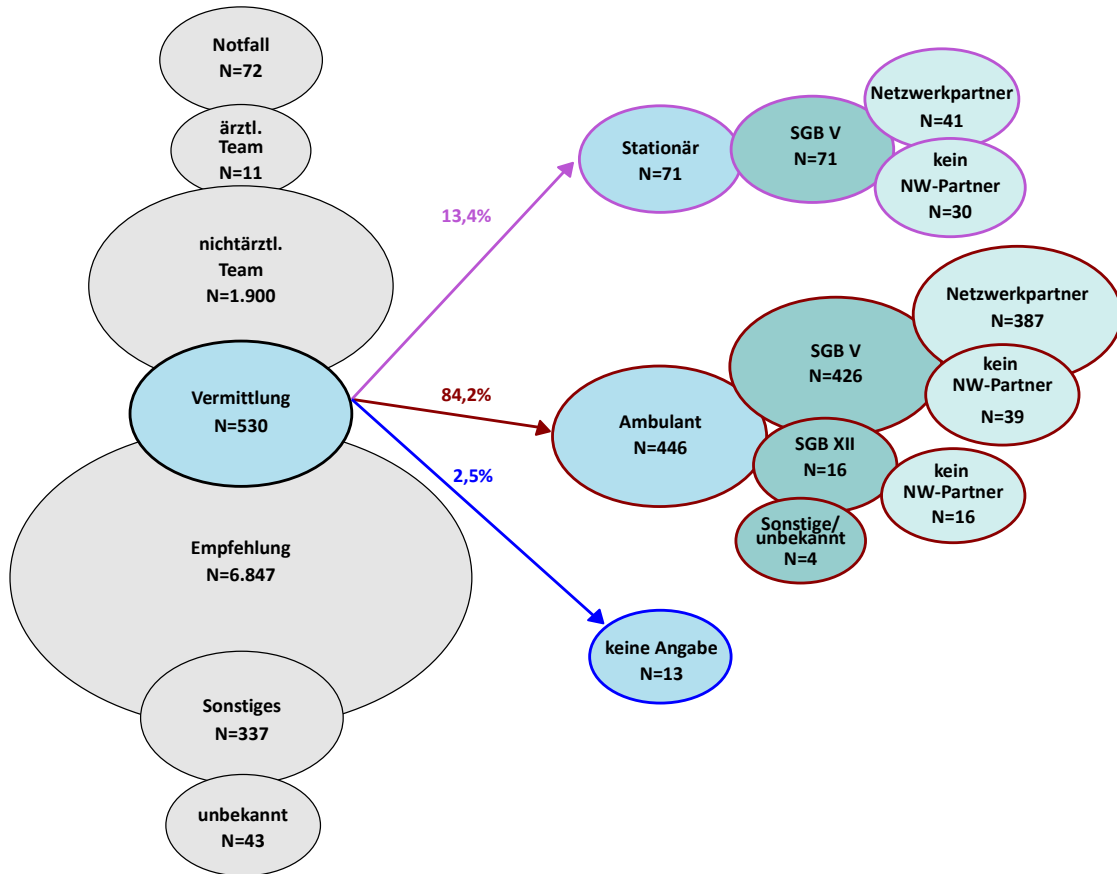 Notfall
N=72
ärztl.
Team
N=11
nichtärztl.
Team
N=1.900
Vermittlung
N=530
Empfehlung
N=6.847
Sonstiges
N=337
unbekannt
N=43
13,4%
84,2%
2,5%
Stationär
N=71
SGB V
N=71
Netzwerkpartner
N=41
kein
NW-Partner
N=30
Ambulant
N=446
SGB V
N=426
Netzwerkpartner
N=387
kein
NW-Partner
N=39
SGB XII
N=16
kein
NW-Partner
N=16
Sonstige/
unbekannt
N=4
keine Angabe
N=13